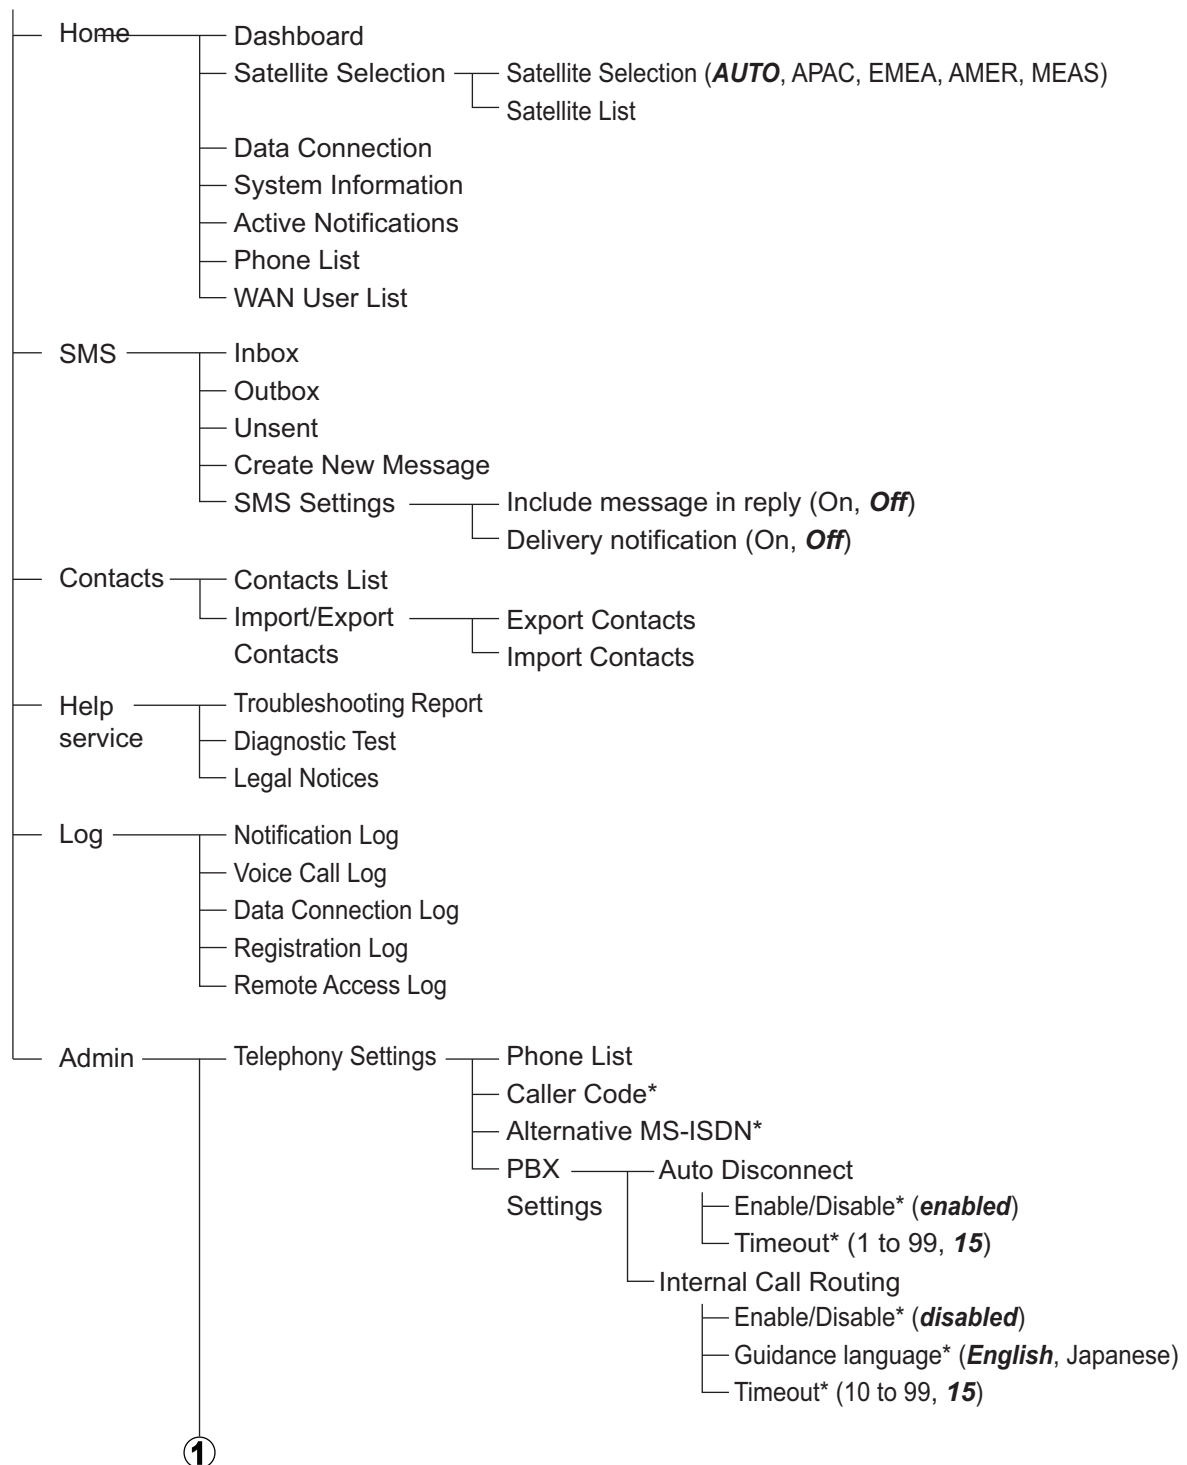 Home
Dashboard
Satellite Selection
Satellite Selection (AUTO, APAC, EMEA, AMER, MEAS)
Satellite List
Data Connection
System Information
Active Notifications
Phone List
WAN User List
SMS
Inbox
Outbox
Unsent
Create New Message
SMS Settings
Include message in reply (On, Off)
Delivery notification (On, Off)
Contacts
Contacts List
Import/Export
Contacts
Export Contacts
Import Contacts
Help
service
Troubleshooting Report
Diagnostic Test
Legal Notices
Log
Notification Log
Voice Call Log
Data Connection Log
Registration Log
Remote Access Log
Admin
Telephony Settings
Phone List
Caller Code*
Alternative MS-ISDN*
PBX
Settings
Auto Disconnect
Enable/Disable* (enabled)
Timeout* (1 to 99, 15)
Internal Call Routing
Enable/Disable* (disabled)
Guidance language* (English, Japanese)
Timeout* (10 to 99, 15)
1